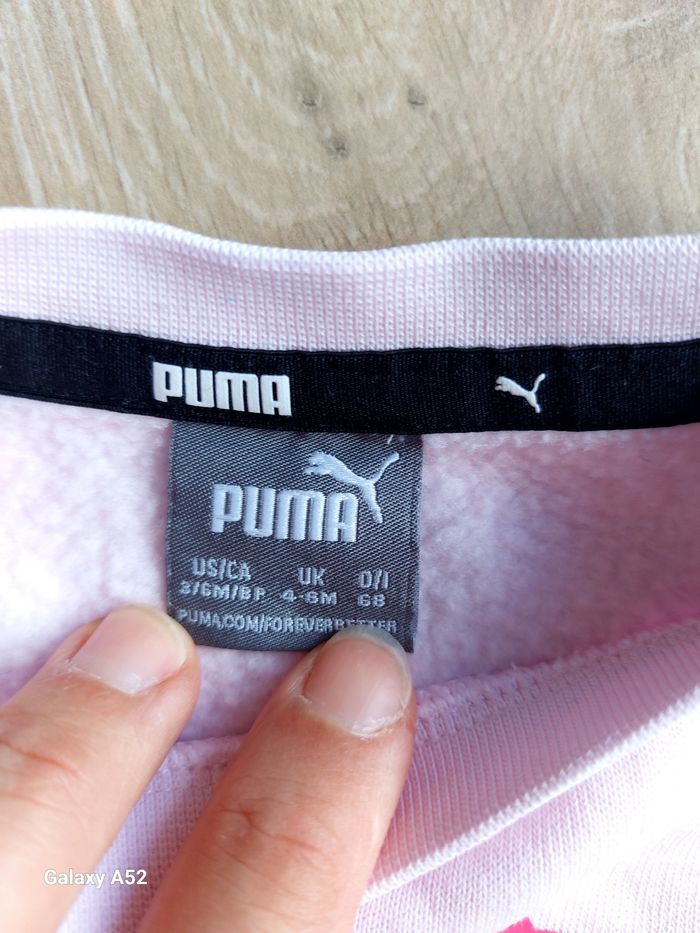 PUMA
PUMA
US/CA UK D/I
3/6M/BP 4-6M 68
PUMA.COM/FOREVERBETTER
Galaxy A52